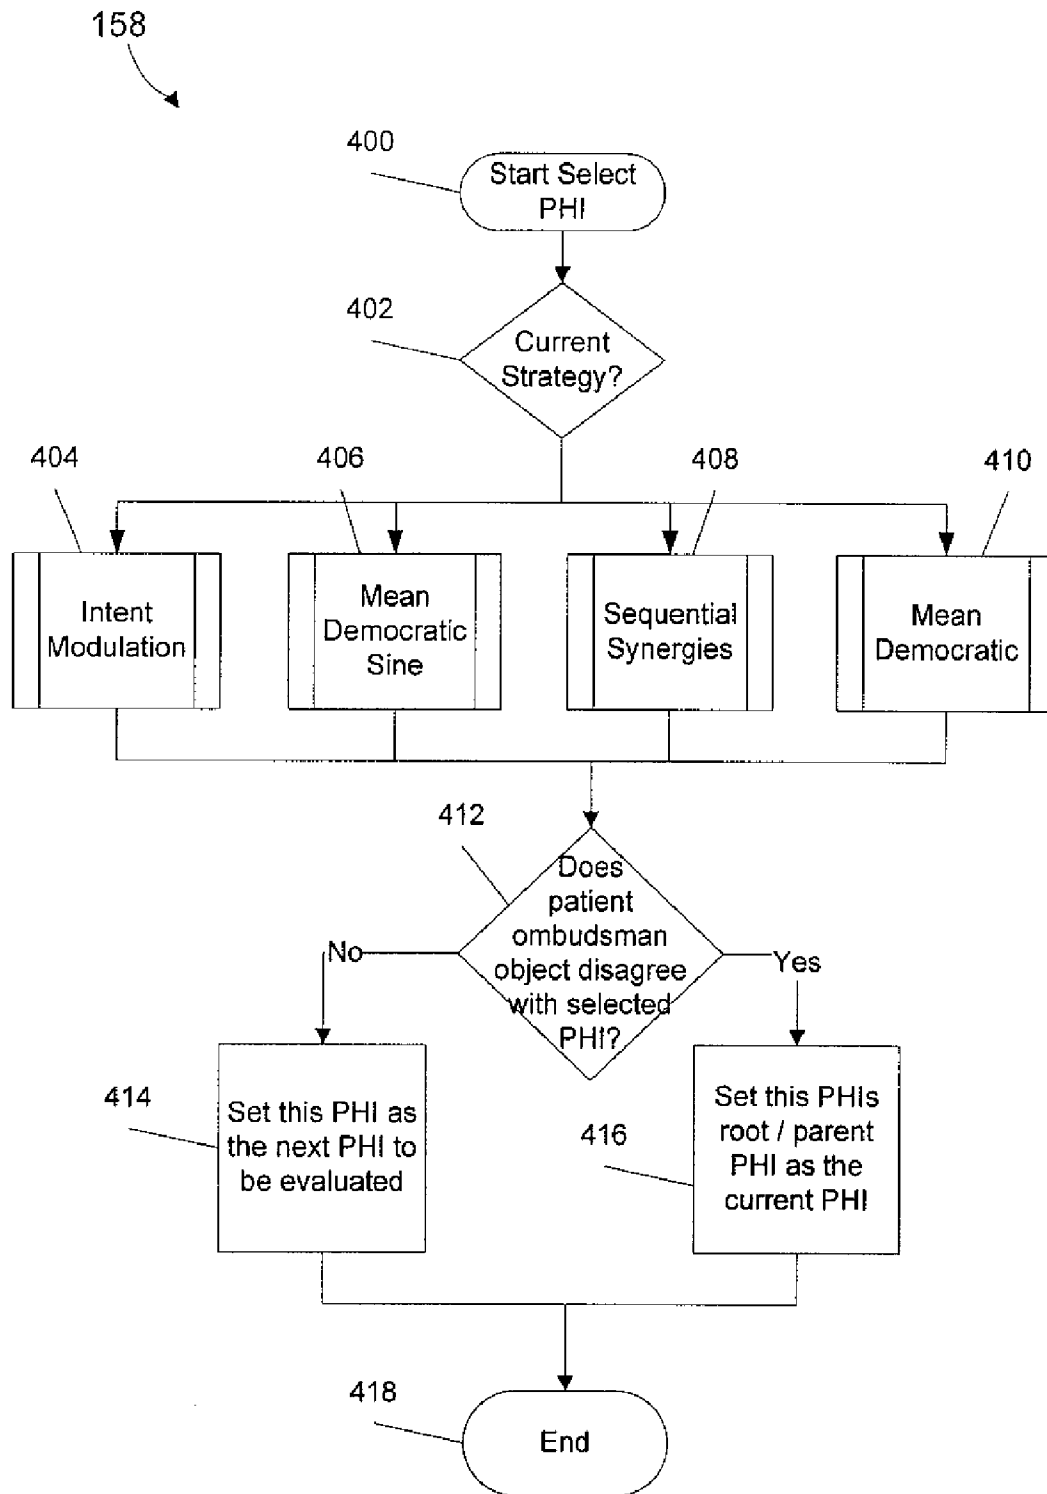 158
400
Start Select
PHI
402
Current
Strategy?
404
406
408
410
Intent
Modulation
Mean
Democratic
Sine
Sequential
Synergies
Mean
Democratic
412
Does
patient
ombudsman
object disagree
with selected
PHI?
No
Yes
414
Set this PHI as
the next PHI to
be evaluated
416
Set this PHIs
root / parent
PHI as the
current PHI
418
End